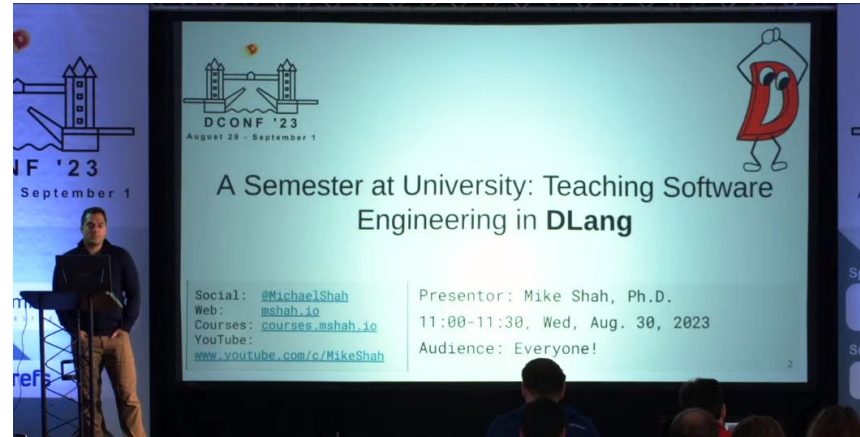 DCONF '23
August 29 - September 1
NF '23
September 1
A Semester at University: Teaching Software
Engineering in DLang
Social: @MichaelShah
Web: mshah.io
Courses: courses.mshah.io
YouTube:
www.youtube.com/c/MikeShah
Presentor: Mike Shah, Ph.D.
11:00-11:30, Wed, Aug. 30, 2023
Audience: Everyone!
2
refs